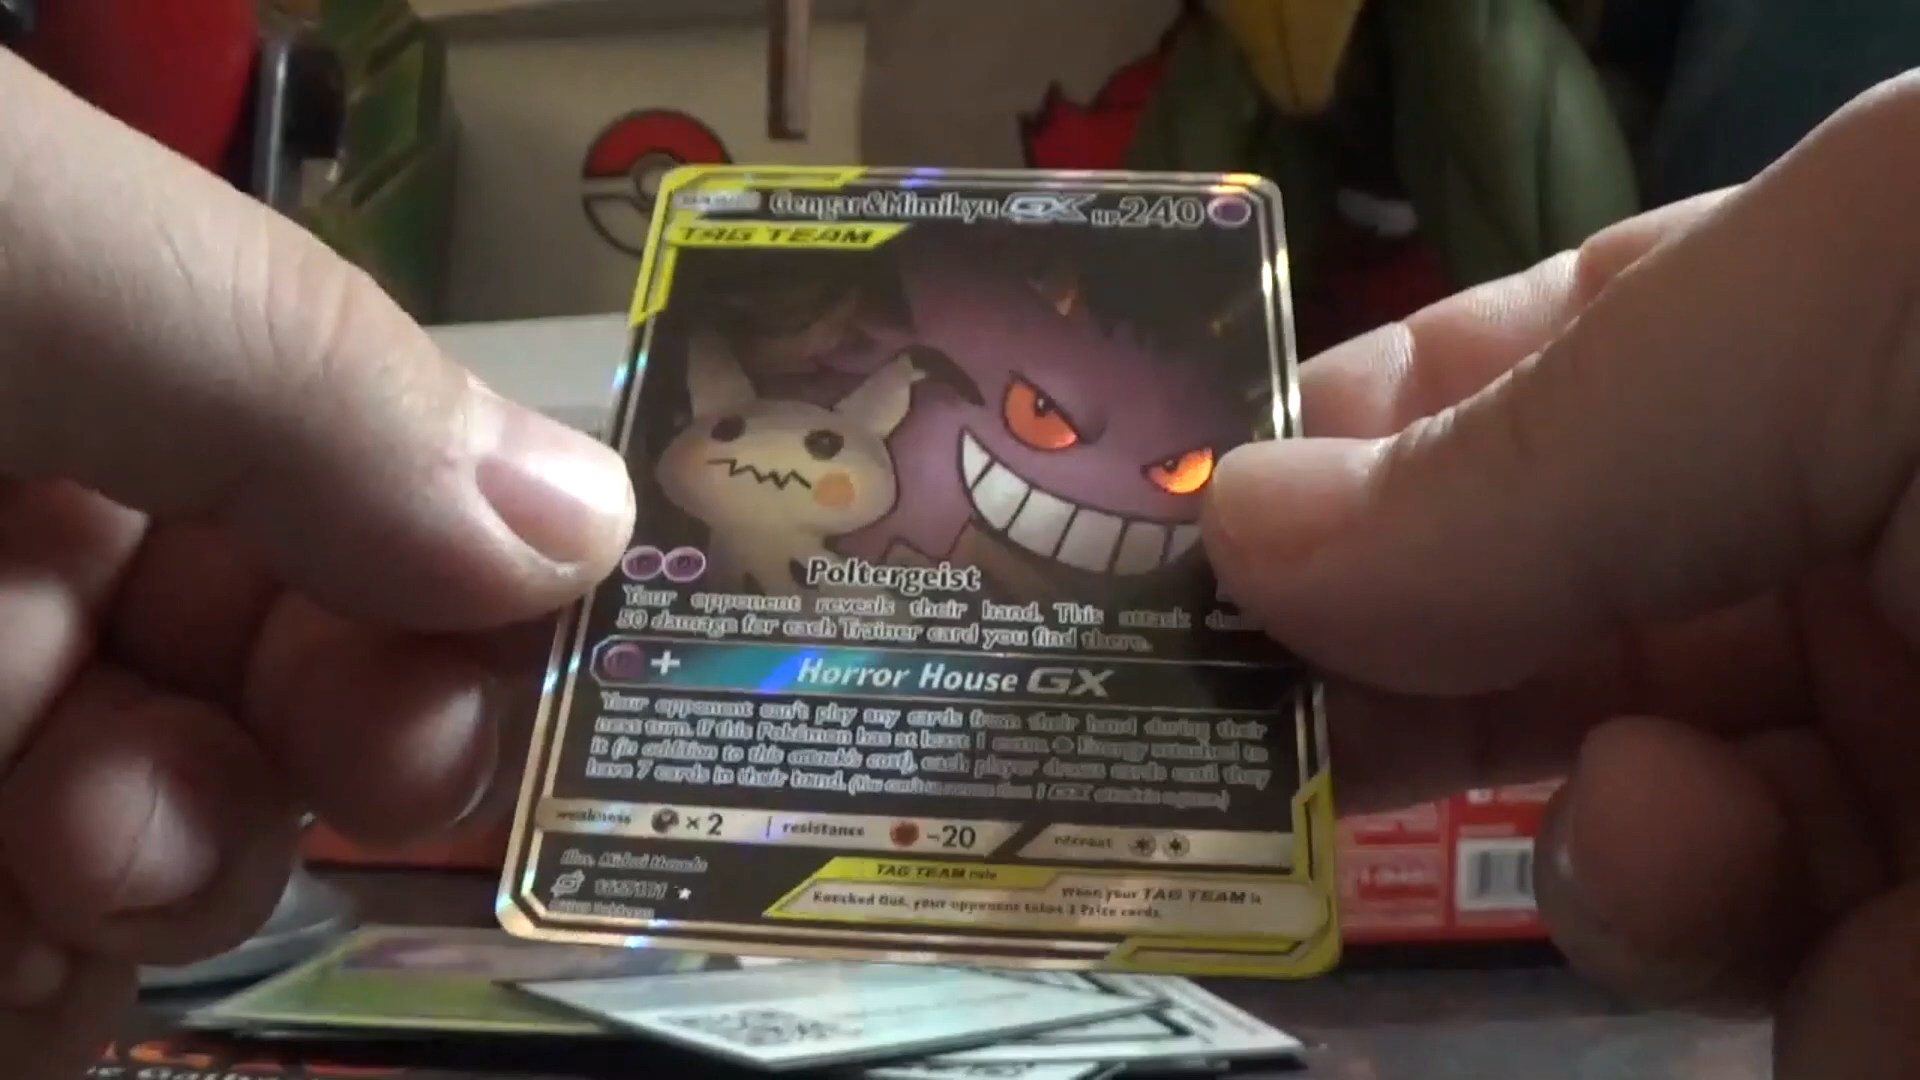 BASIC Gengar&Mimikyu GX HP 240
TAG TEAM
Poltergeist
Your opponent reveals their hand. This attack
50 damage for each Trainer card you find there.
+ Horror House GX
Your opponent can't play any cards from their hand during their
next turn. If this Pokémon has at least 1 extra Energy attached to
it (in addition to this attack's cost), each player draws cards until they
have 7 cards in their hand. (You can't use more than 1 GX attack in a game.)
weakness ×2 resistance -20 retreat
Illus.
TAG TEAM rule
When your TAG TEAM is
Knocked Out, your opponent takes 3 Prize cards.